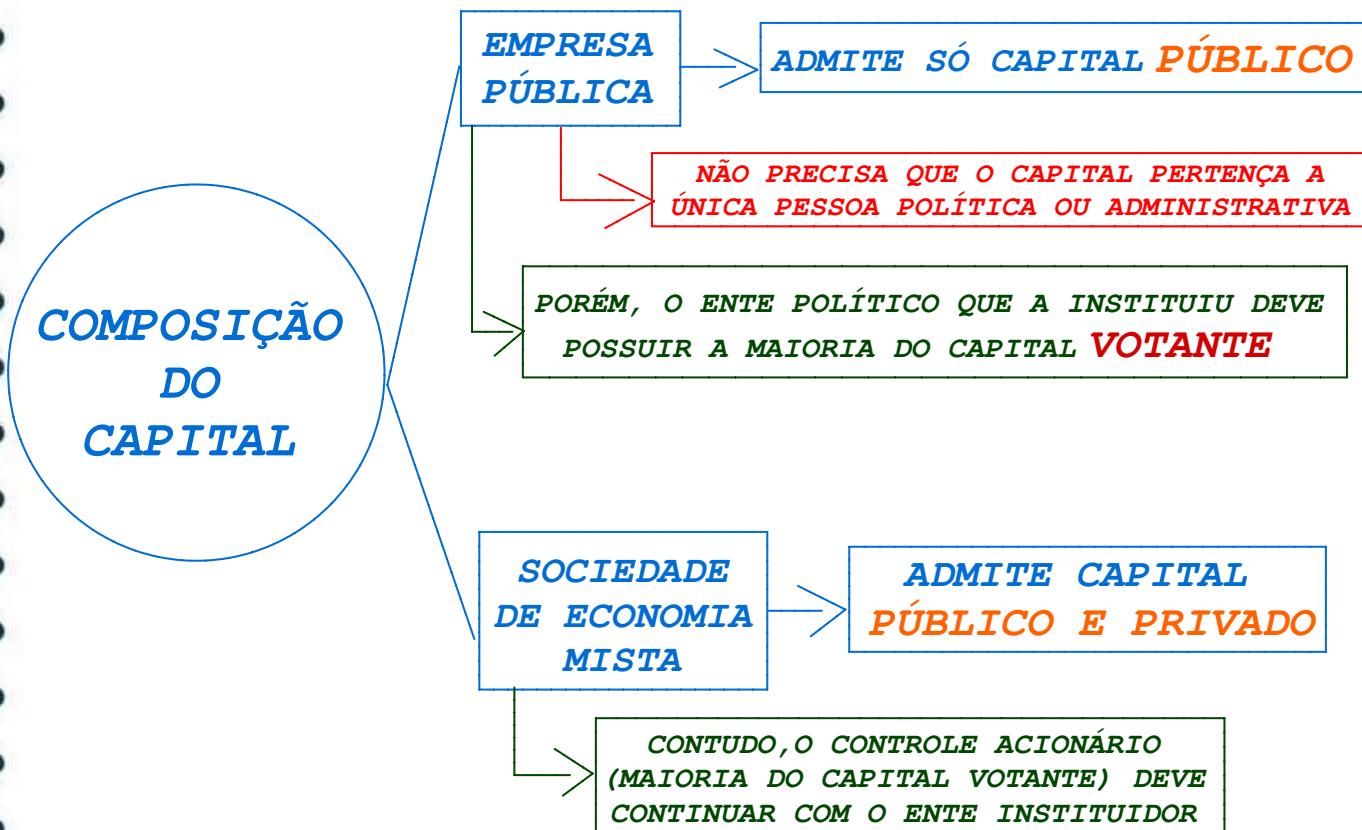 COMPOSIÇÃO
DO
CAPITAL
EMPRESA
PÚBLICA
ADMITE SÓ CAPITAL PÚBLICO
NÃO PRECISA QUE O CAPITAL PERTENÇA A
ÚNICA PESSOA POLÍTICA OU ADMINISTRATIVA
PORÉM, O ENTE POLÍTICO QUE A INSTITUIU DEVE
POSSUIR A MAIORIA DO CAPITAL VOTANTE
SOCIEDADE
DE ECONOMIA
MISTA
ADMITE CAPITAL
PÚBLICO E PRIVADO
CONTUDO,O CONTROLE ACIONÁRIO
(MAIORIA DO CAPITAL VOTANTE) DEVE
CONTINUAR COM O ENTE INSTITUIDOR